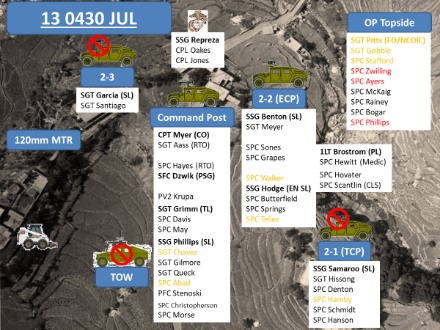 13 0430 JUL
OP Topside
SGT Pitts (FO/NCOIC)
SGT Gobble
SPC Stafford
SPC Zwilling
SPC Ayers
SPC McKaig
SPC Rainey
SPC Bogar
SPC Phillips
SSG Repreza
CPL Oakes
CPL Jones
2-3
SSG Garcia (SL)
SGT Santiago
Command Post
CPT Myer (CO)
SGT Aass (RTO)
SPC Hayes (RTO)
SFC Dzwik (PSG)
PV2 Krupa
SGT Grimm (TL)
SPC Davis
SPC May
SSG Phillips (SL)
SGT Chavez
SGT Gilmore
SGT Queck
SPC Abad
PFC Stenoski
SPC Christopherson
SPC Morse
2-2 (ECP)
SSG Benton (SL)
SGT Meyer
SPC Sones
SPC Grapes
SPC Walker
SSG Hodge (EN SL)
SPC Butterfield
SPC Springs
SPC Tellez
1LT Brostrom (PL)
SPC Hewitt (Medic)
SPC Hovater
SPC Scantlin (CLS)
2-1 (TCP)
SSG Samaroo (SL)
SGT Hissong
SPC Denton
SPC Hamby
SPC Schmidt
SPC Hanson
120mm MTR
TOW